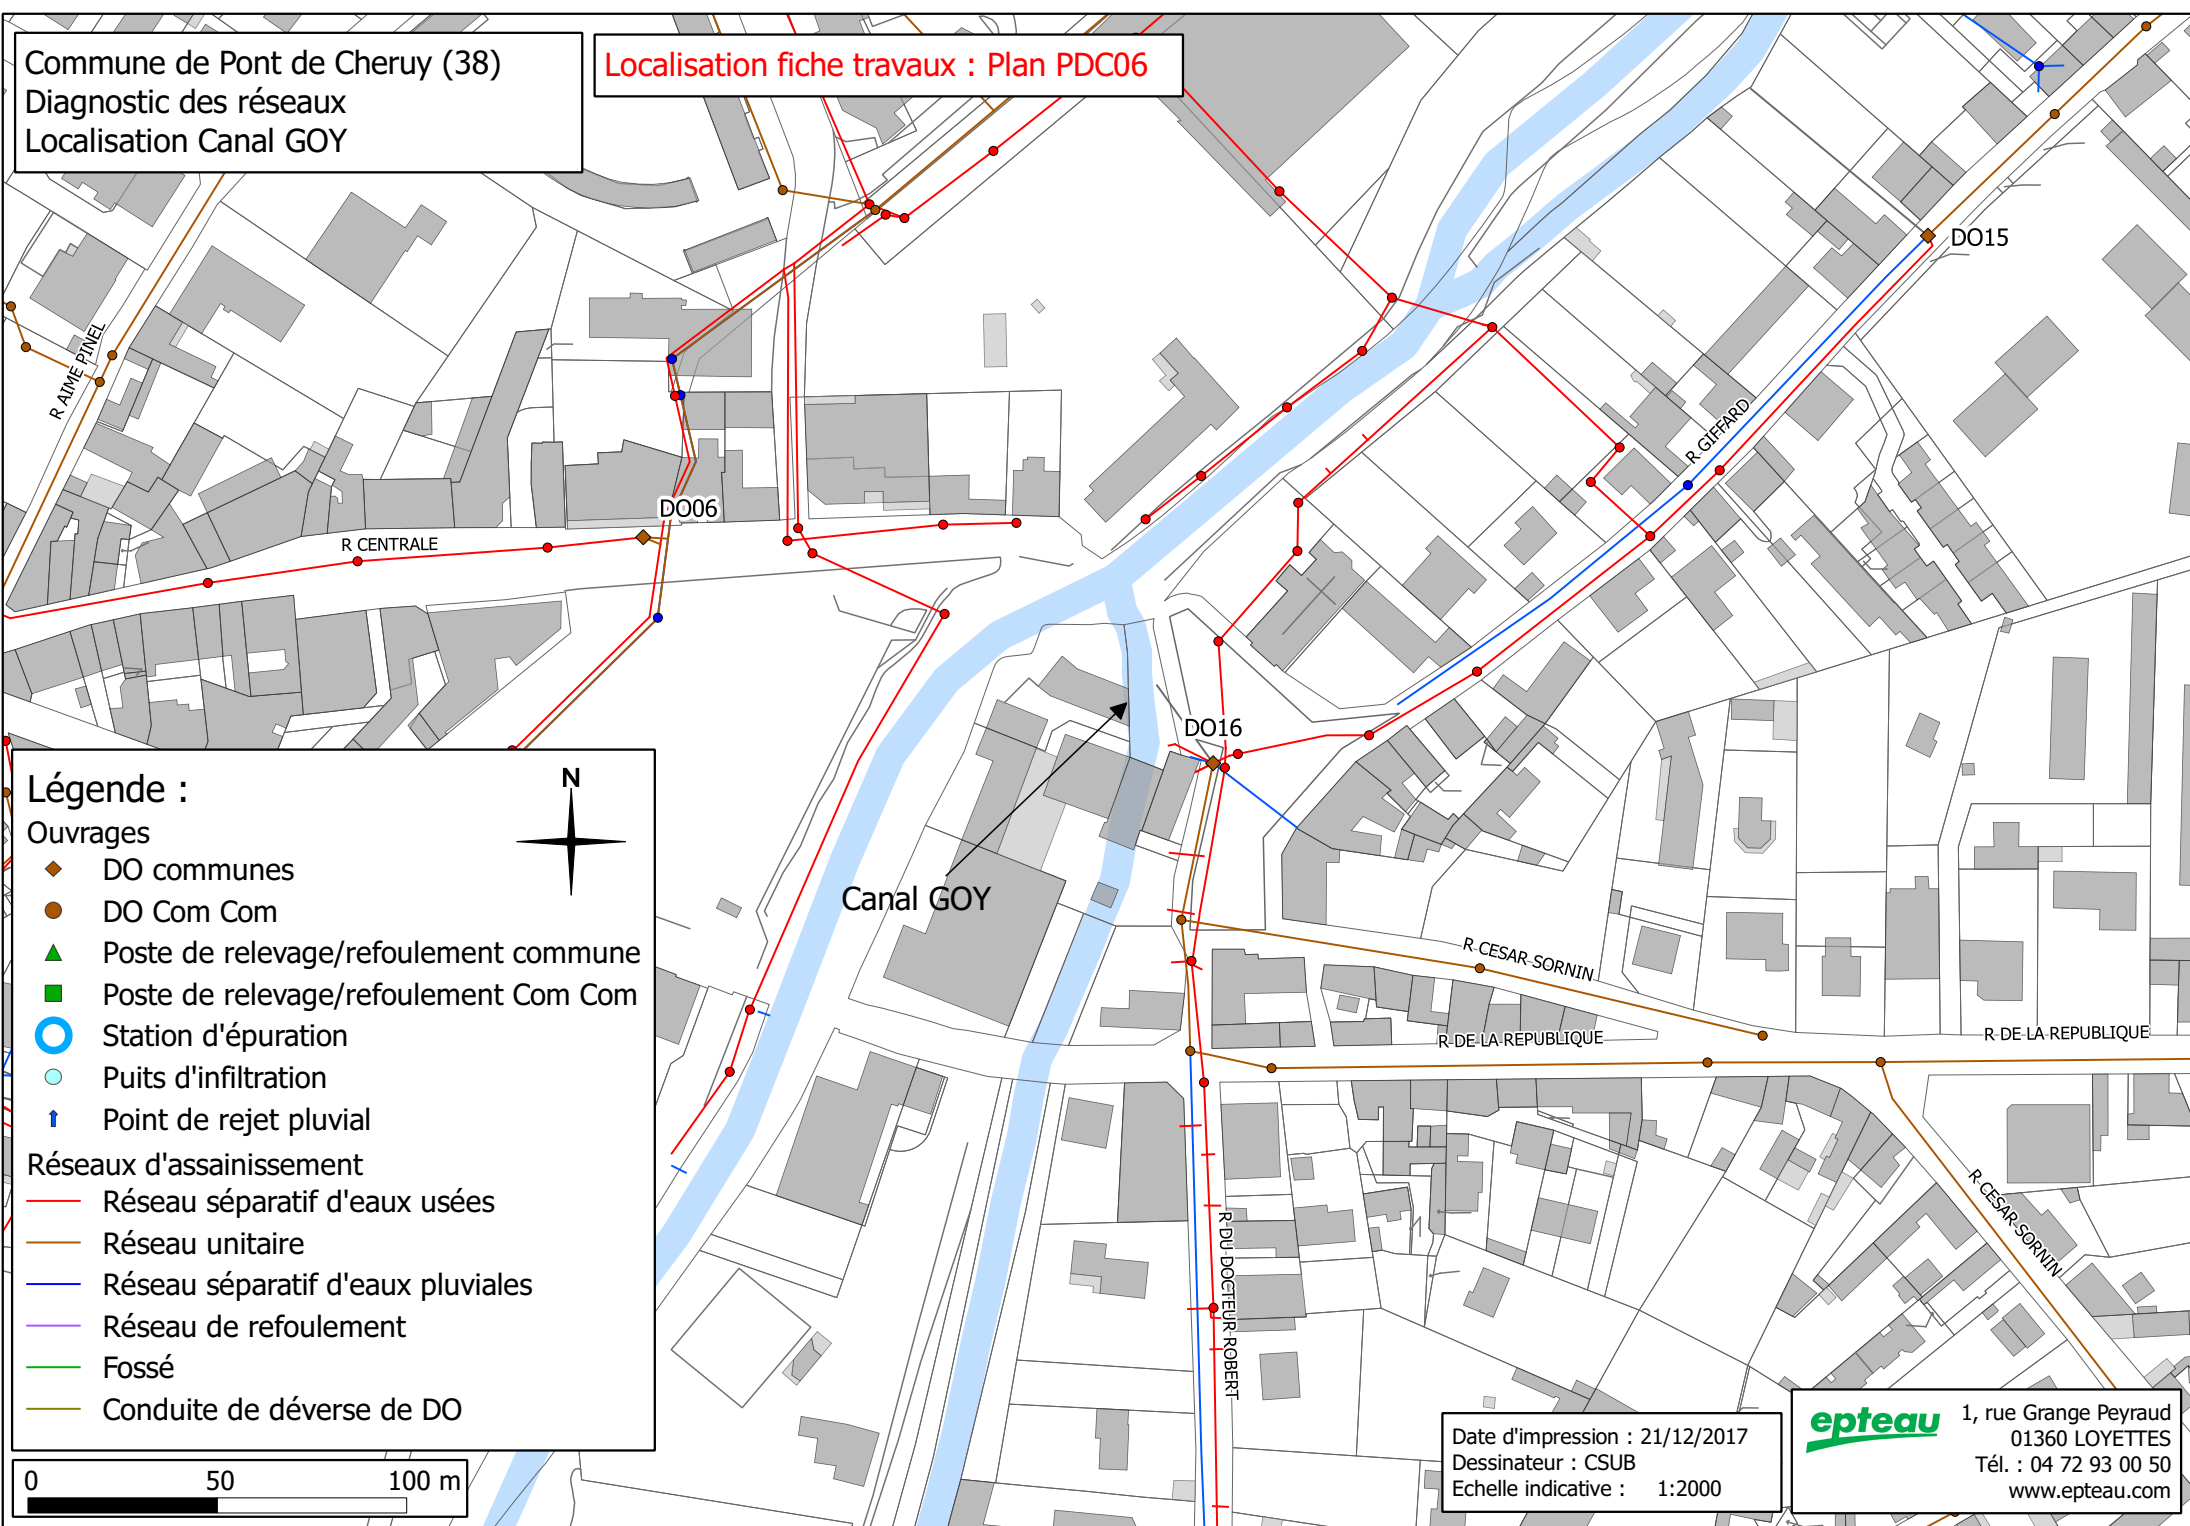 Commune de Pont de Cheruy (38)
Diagnostic des réseaux
Localisation Canal GOY
Localisation fiche travaux : Plan PDC06
DO15
R AIME PINEL
R GIFFARD
DO06
R CENTRALE
DO16
Canal GOY
R CESAR SORNIN
R DE LA REPUBLIQUE
R DE LA REPUBLIQUE
R CESAR SORNIN
R DU DOCTEUR ROBERT
Légende :
N
Ouvrages
DO communes
DO Com Com
Poste de relevage/refoulement commune
Poste de relevage/refoulement Com Com
Station d'épuration
Puits d'infiltration
Point de rejet pluvial
Réseaux d'assainissement
Réseau séparatif d'eaux usées
Réseau unitaire
Réseau séparatif d'eaux pluviales
Réseau de refoulement
Fossé
Conduite de déverse de DO
0 50 100 m
Date d'impression : 21/12/2017
Dessinateur : CSUB
Echelle indicative : 1:2000
epteau
1, rue Grange Peyraud
01360 LOYETTES
Tél. : 04 72 93 00 50
www.epteau.com